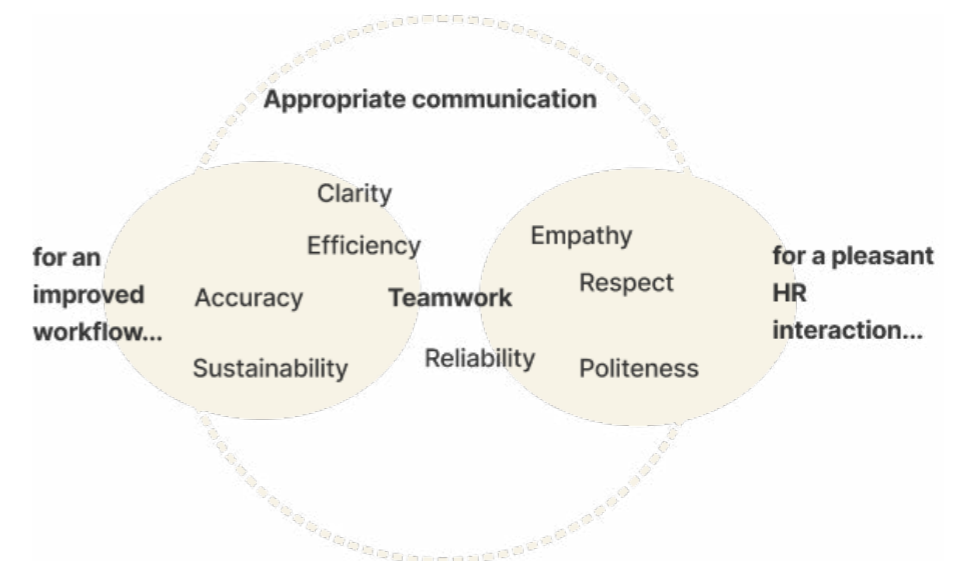 Appropriate communication
Clarity
Efficiency
Empathy
for an
improved
workflow...
for a pleasant
HR
interaction...
Respect
Accuracy
Teamwork
Reliability
Sustainability
Politeness